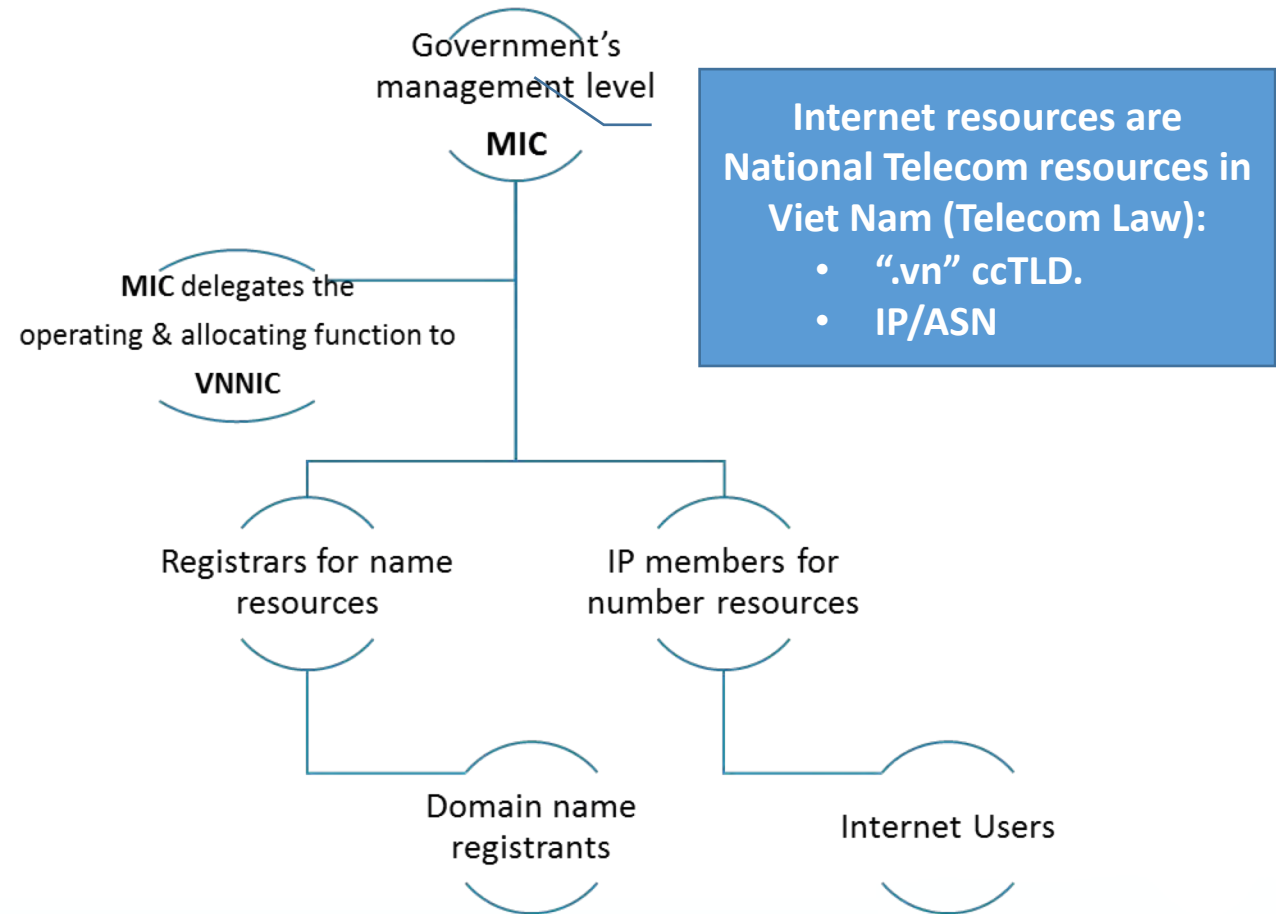 Government’s
management level
MIC
Internet resources are
National Telecom resources in
Viet Nam (Telecom Law):
• “.vn” ccTLD.
• IP/ASN
MIC delegates the
operating & allocating function to
VNNIC
Registrars for name
resources
IP members for
number resources
Domain name
registrants
Internet Users